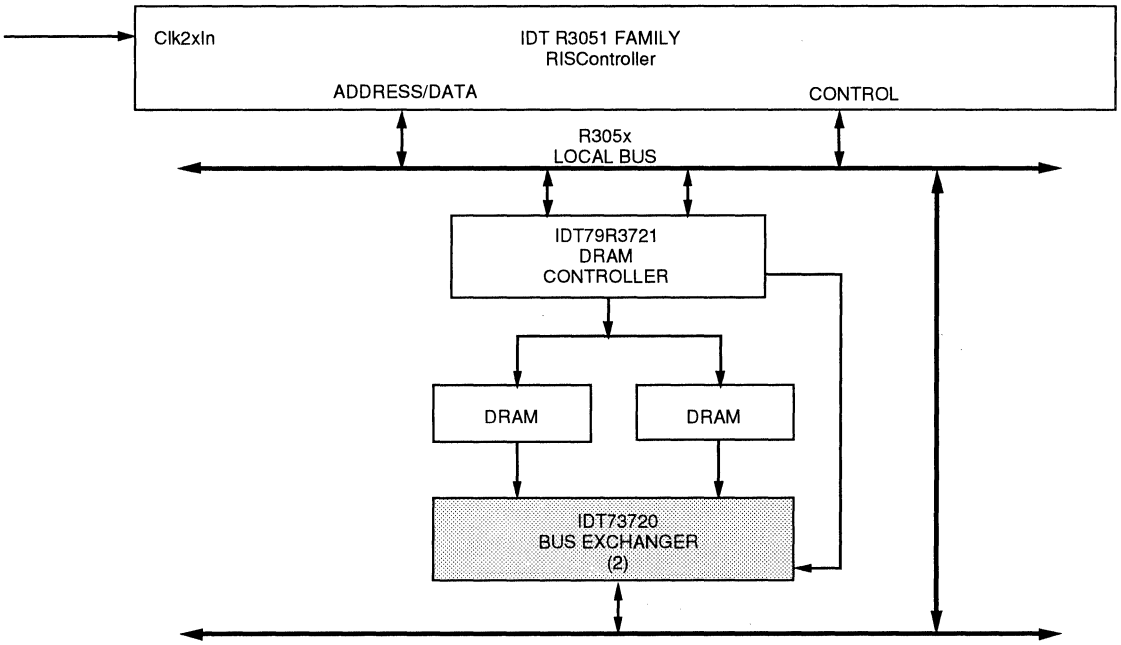 Clk2xIn
IDT R3051 FAMILY
RISController
ADDRESS/DATA
CONTROL
R305x
LOCAL BUS
IDT79R3721
DRAM
CONTROLLER
DRAM
DRAM
IDT73720
BUS EXCHANGER
(2)